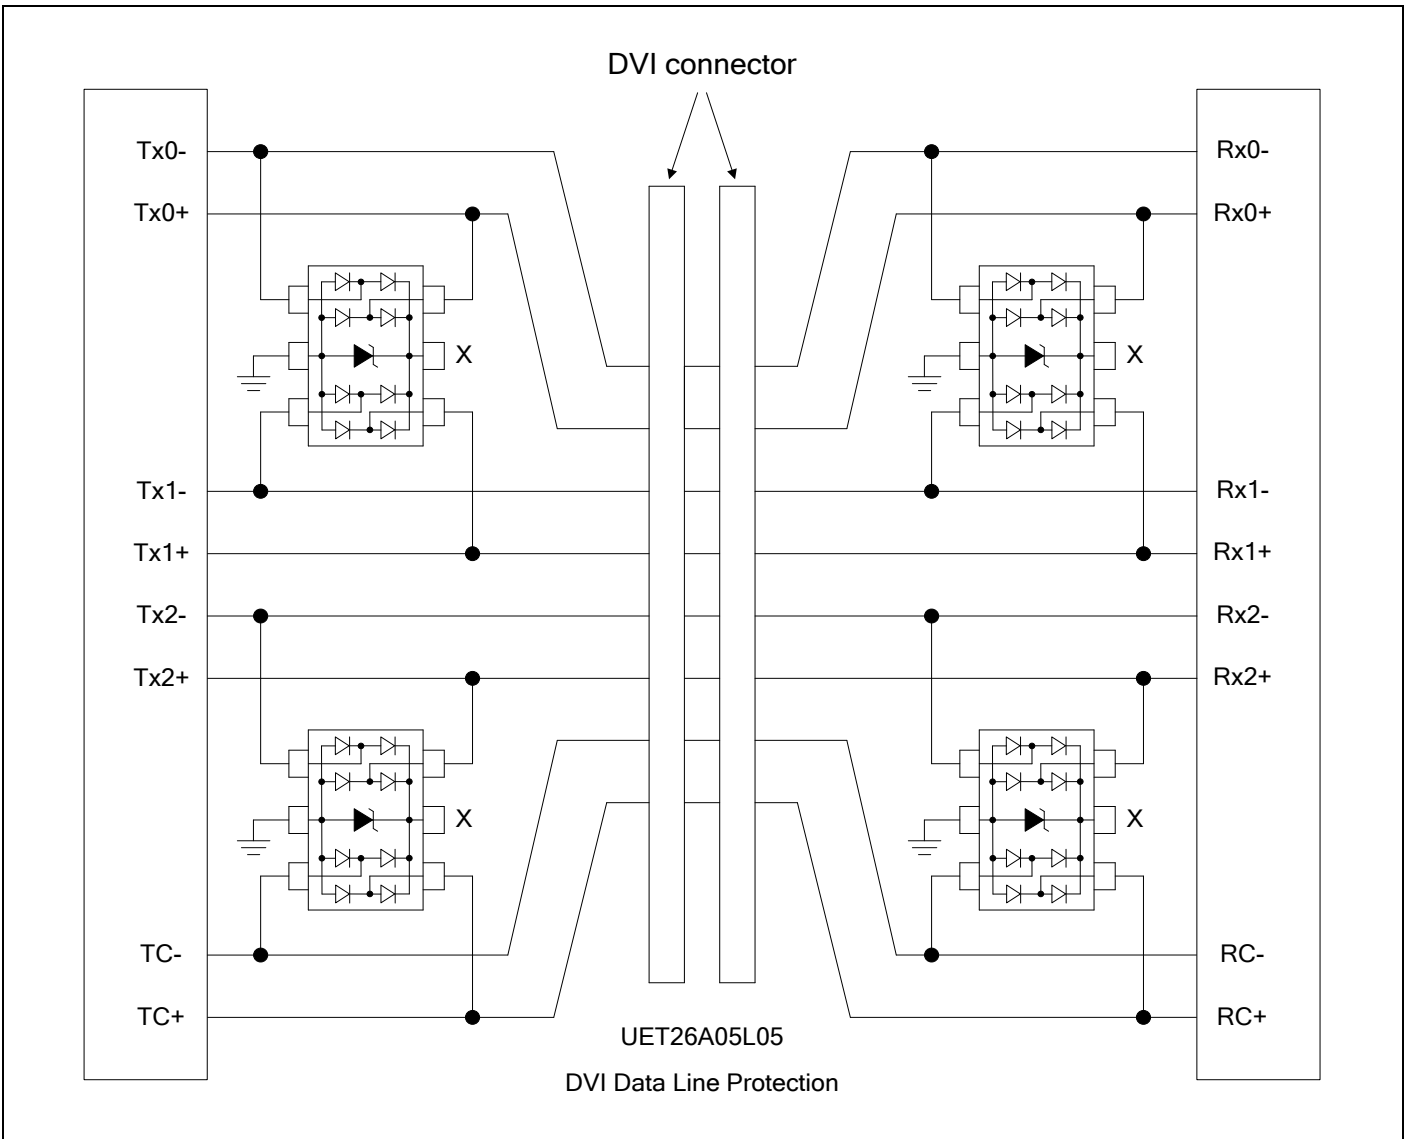 DVI connector
Tx0-
Rx0-
Tx0+
Rx0+
X
X
Tx1-
Rx1-
Tx1+
Rx1+
Tx2-
Rx2-
Tx2+
Rx2+
X
X
TC-
RC-
TC+
RC+
UET26A05L05
DVI Data Line Protection